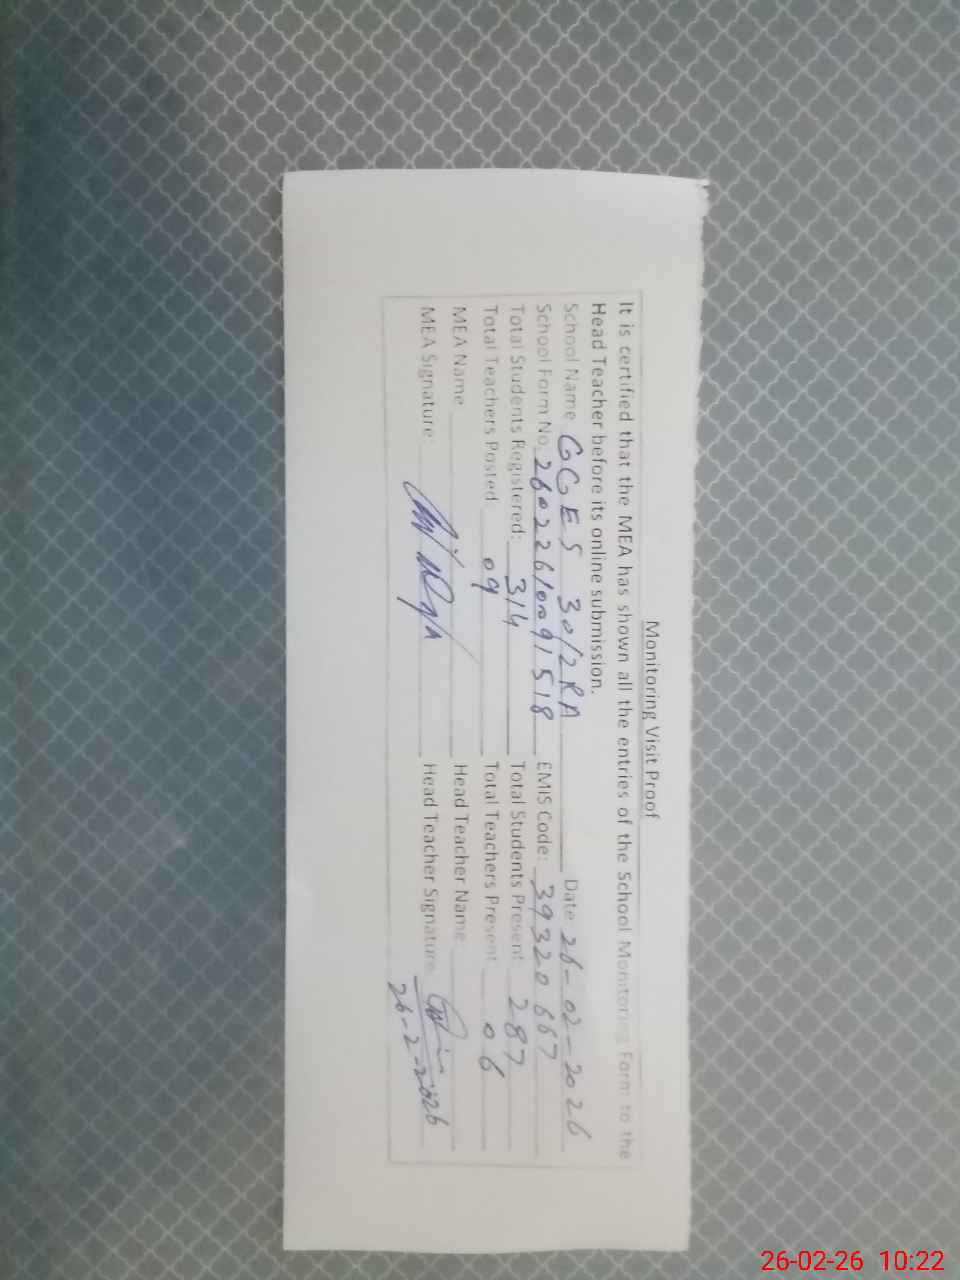 Monitoring Visit Proof
It is certified that the MEA has shown all the entries of the School Monitoring Form to the
Head Teacher before its online submission.
School Name GGES 30/2RA Date 26-02-2026
School Form No. 260226/0091518 EMIS Code: 39320667
Total Students Registered: 314 Total Students Present 287
Total Teachers Posted 09 Total Teachers Present 06
MEA Name Head Teacher Name
MEA Signature: Head Teacher Signature
26-2-2026
26-02-26 10:22